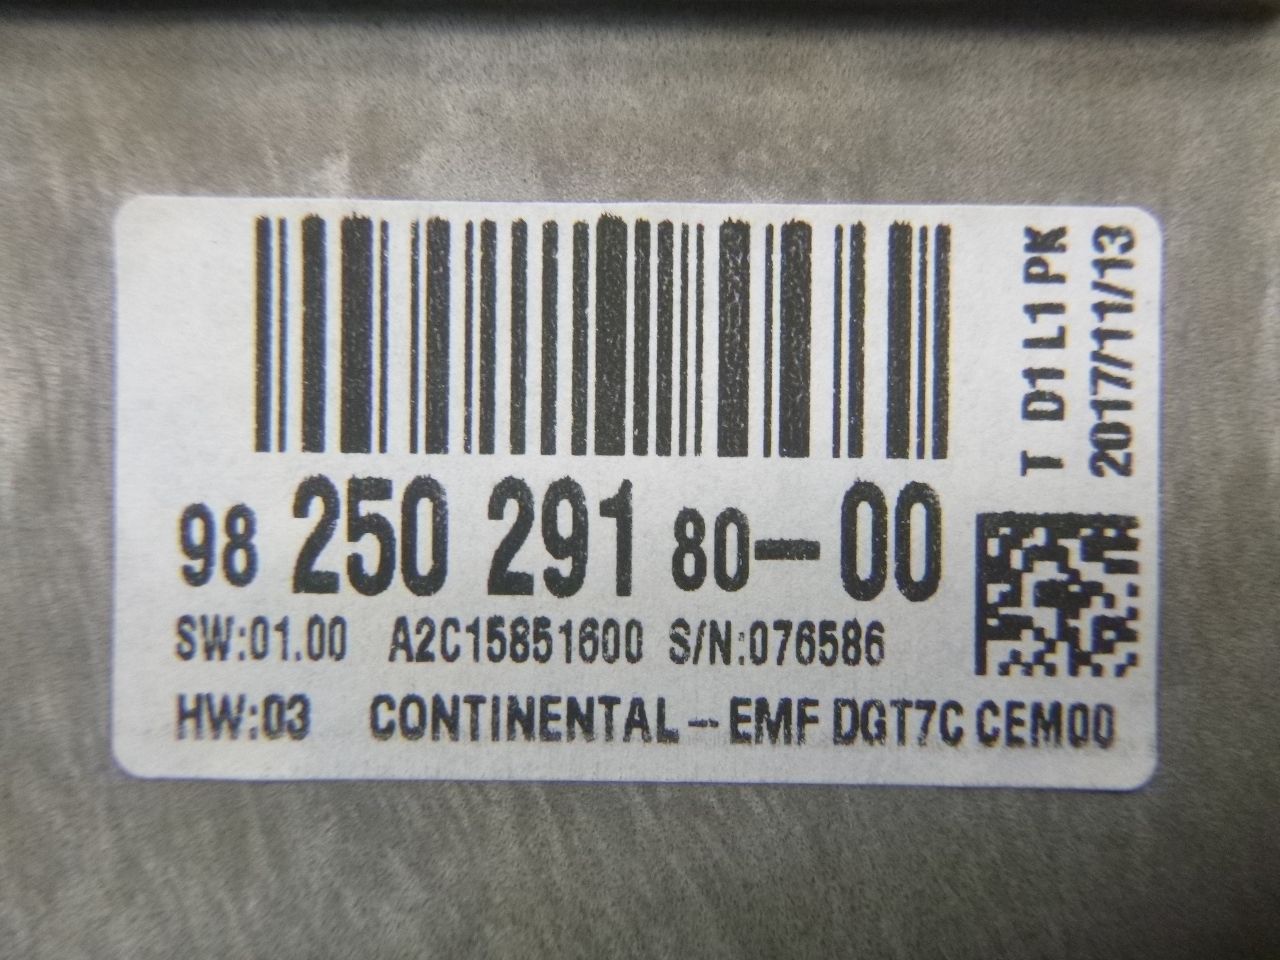 T D1 L1 PK
2017/11/13
98 250 291 80-00
SW:01.00 A2C15851600 S/N:076586
HW:03 CONTINENTAL-EMF DGT7C CEM00